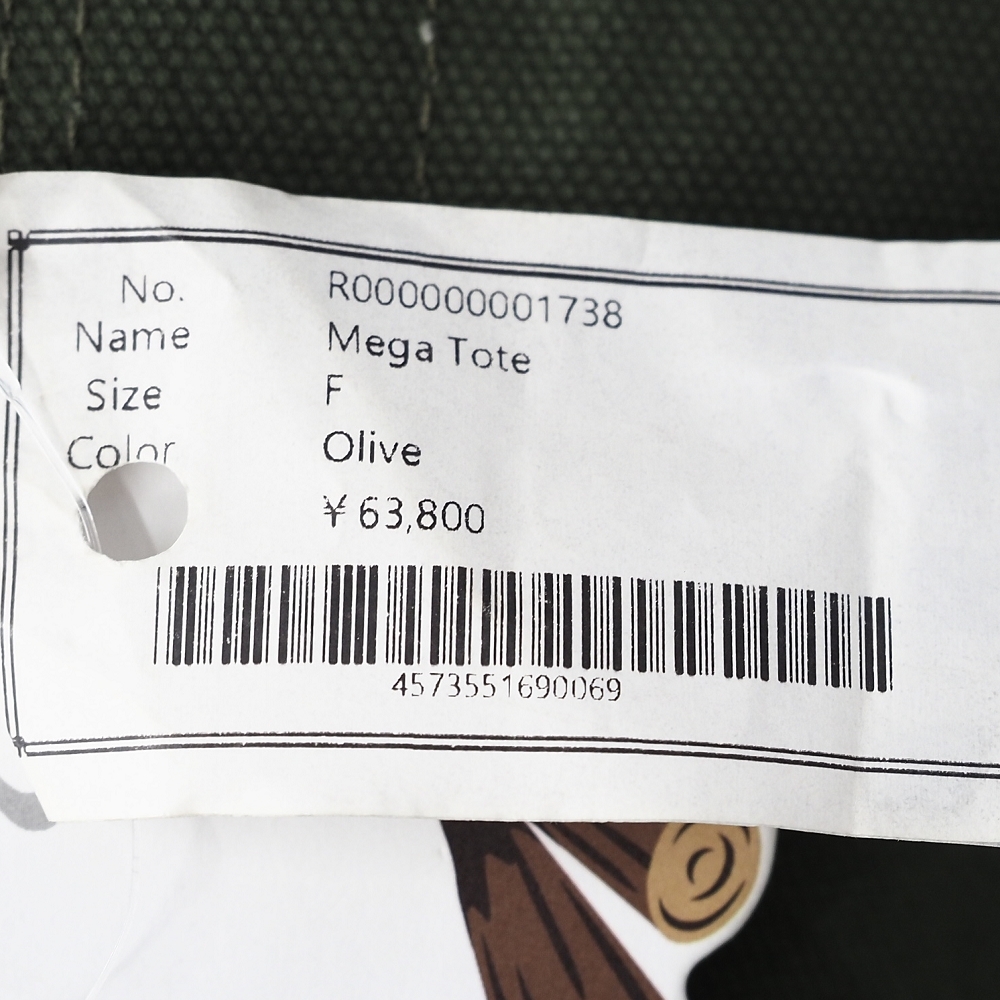 No. R000000001738
Name Mega Tote
Size F
Color Olive
¥ 63,800
4573551690069